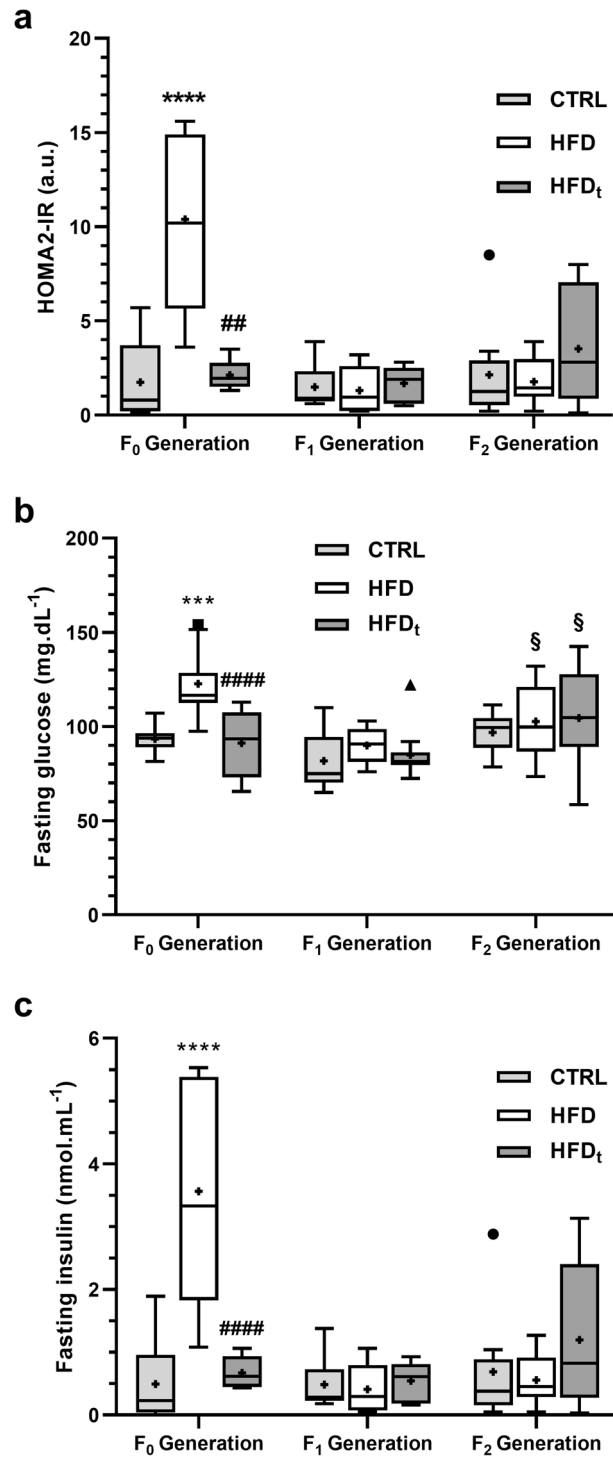 a
HOMA2-IR (a.u.)
20
15
10
5
0
****
##
CTRL
HFD
HFDt
F0 Generation F1 Generation F2 Generation
b
Fasting glucose (mg.dL-1)
200
150
100
50
0
***
####
§ §
CTRL
HFD
HFDt
F0 Generation F1 Generation F2 Generation
c
Fasting insulin (nmol.mL-1)
6
4
2
0
****
####
CTRL
HFD
HFDt
F0 Generation F1 Generation F2 Generation